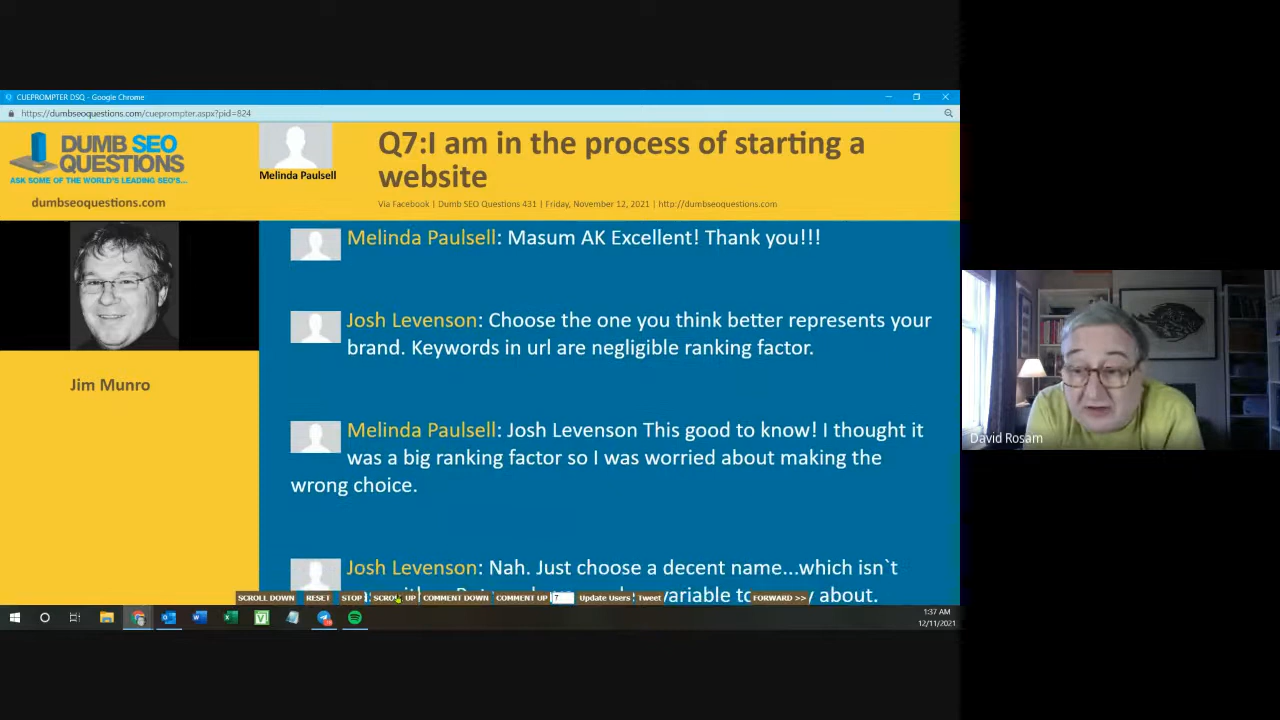 CUEPROMPTER DSQ - Google Chrome
https://dumbseoquestions.com/cueprompter.aspx?pid=824
DUMB SEO
QUESTIONS
ASK SOME OF THE WORLD'S LEADING SEO'S...
dumbseoquestions.com
Melinda Paulsell
Q7:I am in the process of starting a
website
Via Facebook | Dumb SEO Questions 431 | Friday, November 12, 2021 | http://dumbseoquestions.com
Jim Munro
Melinda Paulsell: Masum AK Excellent! Thank you!!!
Josh Levenson: Choose the one you think better represents your
brand. Keywords in url are negligible ranking factor.
Melinda Paulsell: Josh Levenson This good to know! I thought it
was a big ranking factor so I was worried about making the
wrong choice.
Josh Levenson: Nah. Just choose a decent name...which isn`t
variable about.
SCROLL DOWN RESET STOP SCROLL UP COMMENT DOWN COMMENT UP 7 Update Users Tweet FORWARD >>
1:37 AM
12/11/2021
David Rosam